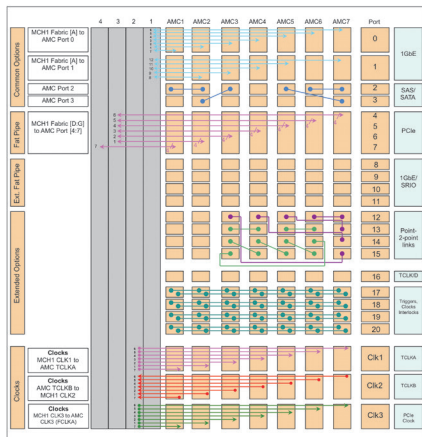 4 3 2 1 AMC1 AMC2 AMC3 AMC4 AMC5 AMC6 AMC7 Port
Common Options
MCH1 Fabric [A] to
AMC Port 0
0
1GbE
MCH1 Fabric [A] to
AMC Port 1
1
AMC Port 2
2
SAS/
SATA
AMC Port 3
3
Fat Pipe
MCH1 Fabric [D:G]
to AMC Port [4:7]
4
5
6
7
PCIe
Ext. Fat Pipe
8
9
10
11
1GbE/
SRIO
Extended Options
12
13
14
15
Point-
2-point
links
16
TCLK/D
17
18
19
20
Triggers,
Clocks
Interlocks
Clocks
Clocks
MCH1 CLK1 to
AMC TCLKA
Clk1
TCLKA
Clocks
AMC TCLKB to
MCH1 CLK2
Clk2
TCLKB
Clocks
MCH1 CLK3 to AMC
CLK3 (FCLKA)
Clk3
PCIe
Clock